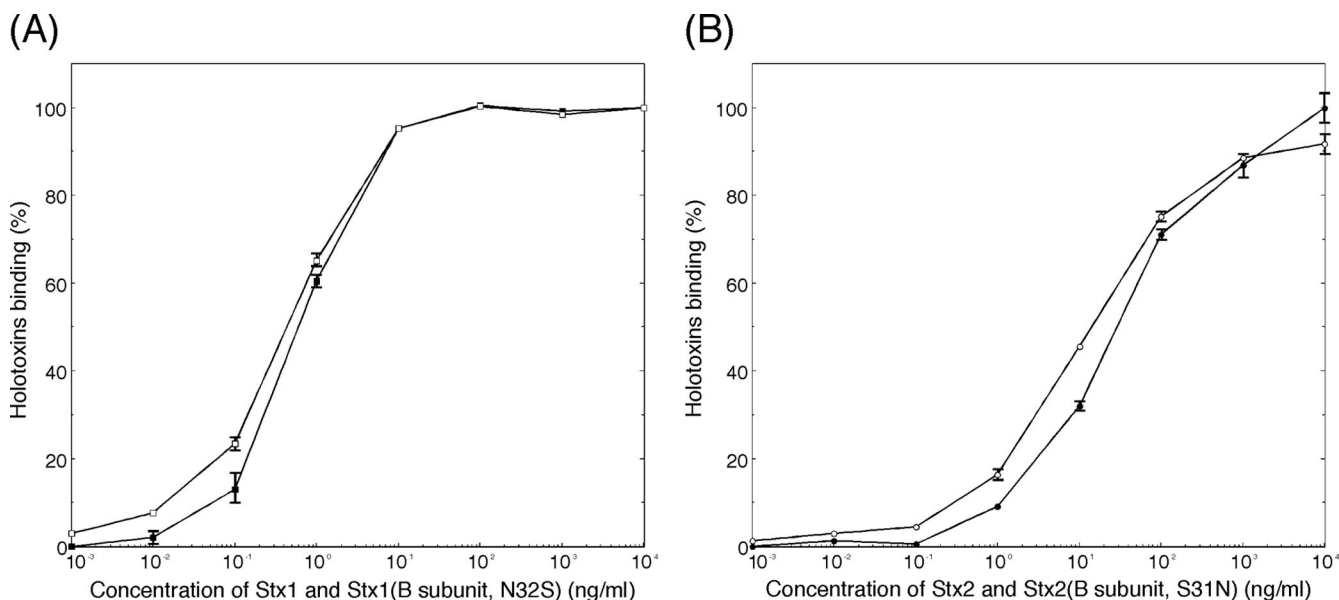 (A)
Holotoxins binding (%)
100
80
60
40
20
0
10⁻³ 10⁻² 10⁻¹ 10⁰ 10¹ 10² 10³ 10⁴
Concentration of Stx1 and Stx1(B subunit, N32S) (ng/ml)
(B)
Holotoxins binding (%)
100
80
60
40
20
0
10⁻³ 10⁻² 10⁻¹ 10⁰ 10¹ 10² 10³ 10⁴
Concentration of Stx2 and Stx2(B subunit, S31N) (ng/ml)